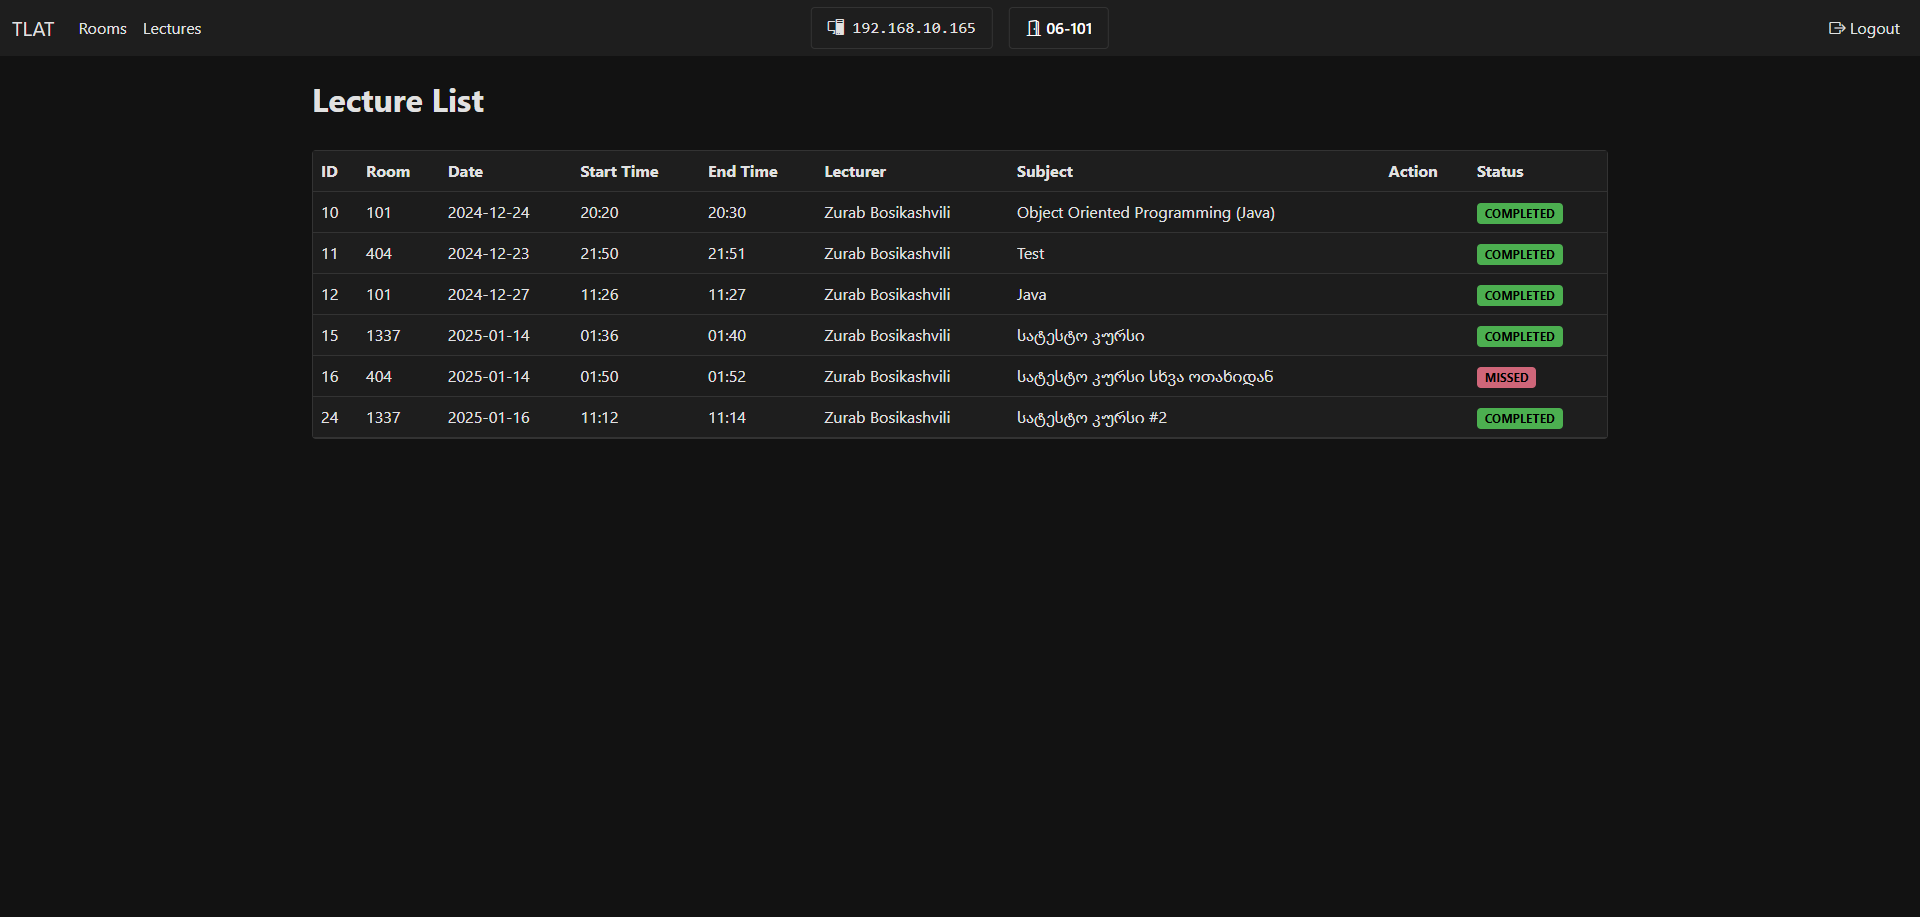 TLAT Rooms Lectures 192.168.10.165 06-101 Logout
Lecture List
ID Room Date Start Time End Time Lecturer Subject Action Status
10 101 2024-12-24 20:20 20:30 Zurab Bosikashvili Object Oriented Programming (Java) COMPLETED
11 404 2024-12-23 21:50 21:51 Zurab Bosikashvili Test COMPLETED
12 101 2024-12-27 11:26 11:27 Zurab Bosikashvili Java COMPLETED
15 1337 2025-01-14 01:36 01:40 Zurab Bosikashvili სატესტო კურსი COMPLETED
16 404 2025-01-14 01:50 01:52 Zurab Bosikashvili სატესტო კურსი სხვა ოთახიდან MISSED
24 1337 2025-01-16 11:12 11:14 Zurab Bosikashvili სატესტო კურსი #2 COMPLETED